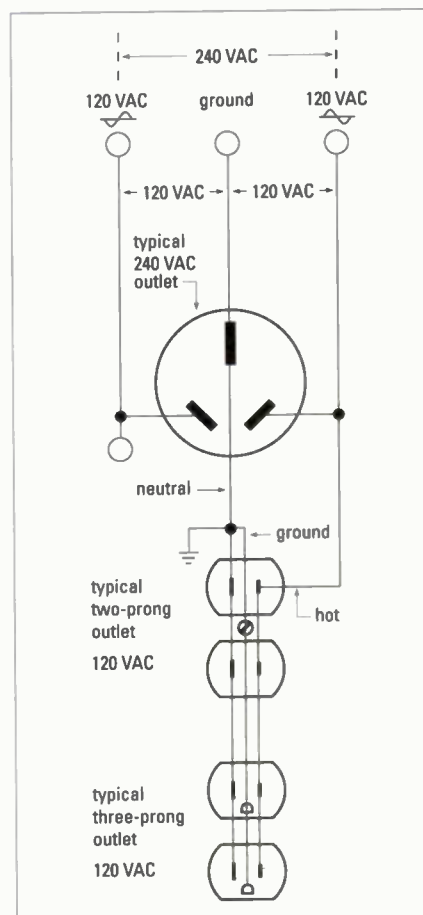 240 VAC
120 VAC
ground
120 VAC
120 VAC
120 VAC
typical
240 VAC
outlet
neutral
ground
hot
typical
two-prong
outlet
120 VAC
typical
three-prong
outlet
120 VAC